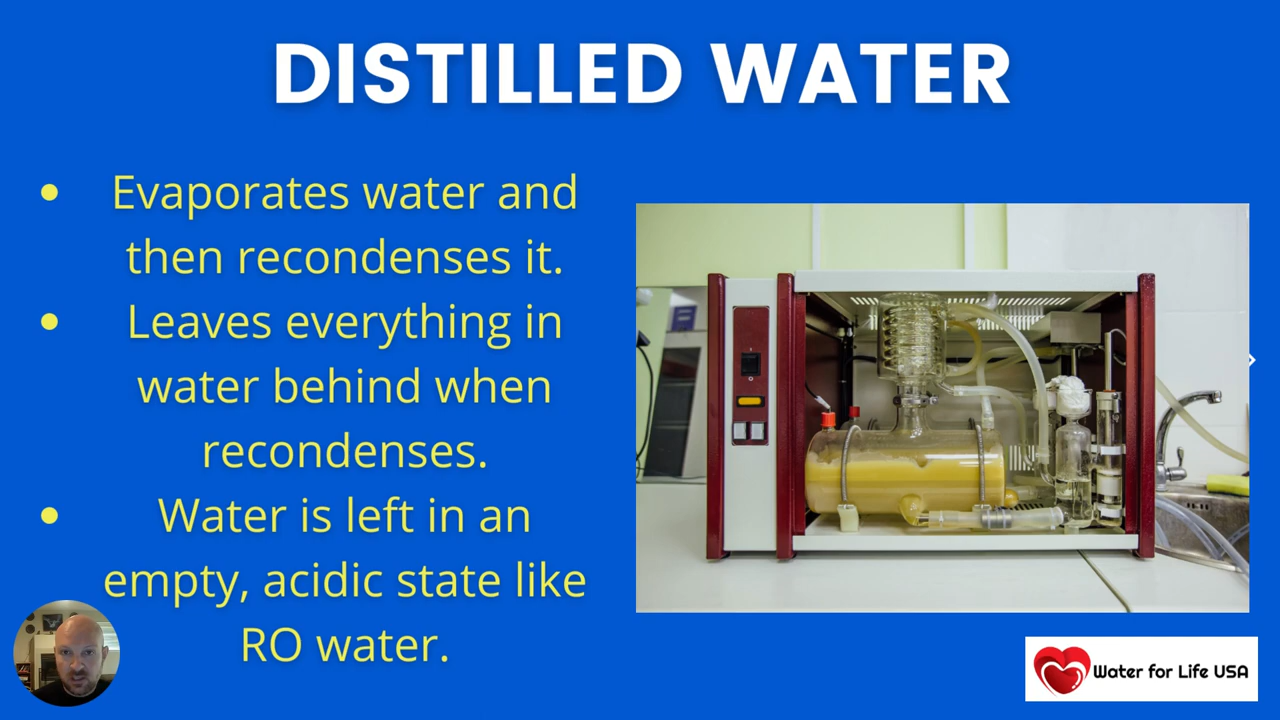 DISTILLED WATER
Evaporates water and
then recondenses it.
Leaves everything in
water behind when
recondenses.
Water is left in an
empty, acidic state like
RO water.
Water for Life USA